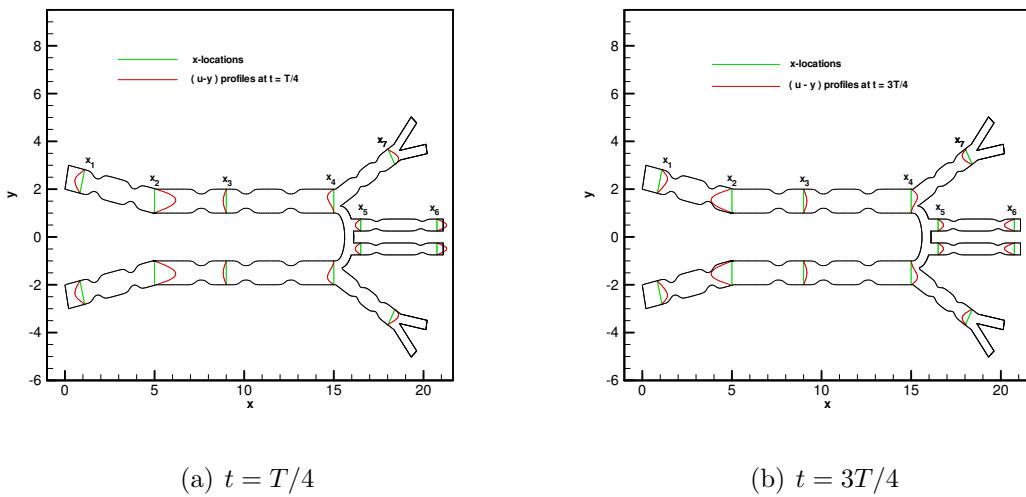 x-locations
( u-y ) profiles at t = T/4
x1
x2
x3
x4
x5
x6
x7
y
8
6
4
2
0
-2
-4
-6
0 5 10 15 20
x
(a) t = T/4
x-locations
( u - y ) profiles at t = 3T/4
x1
x2
x3
x4
x5
x6
x7
y
8
6
4
2
0
-2
-4
-6
0 5 10 15 20
x
(b) t = 3T/4